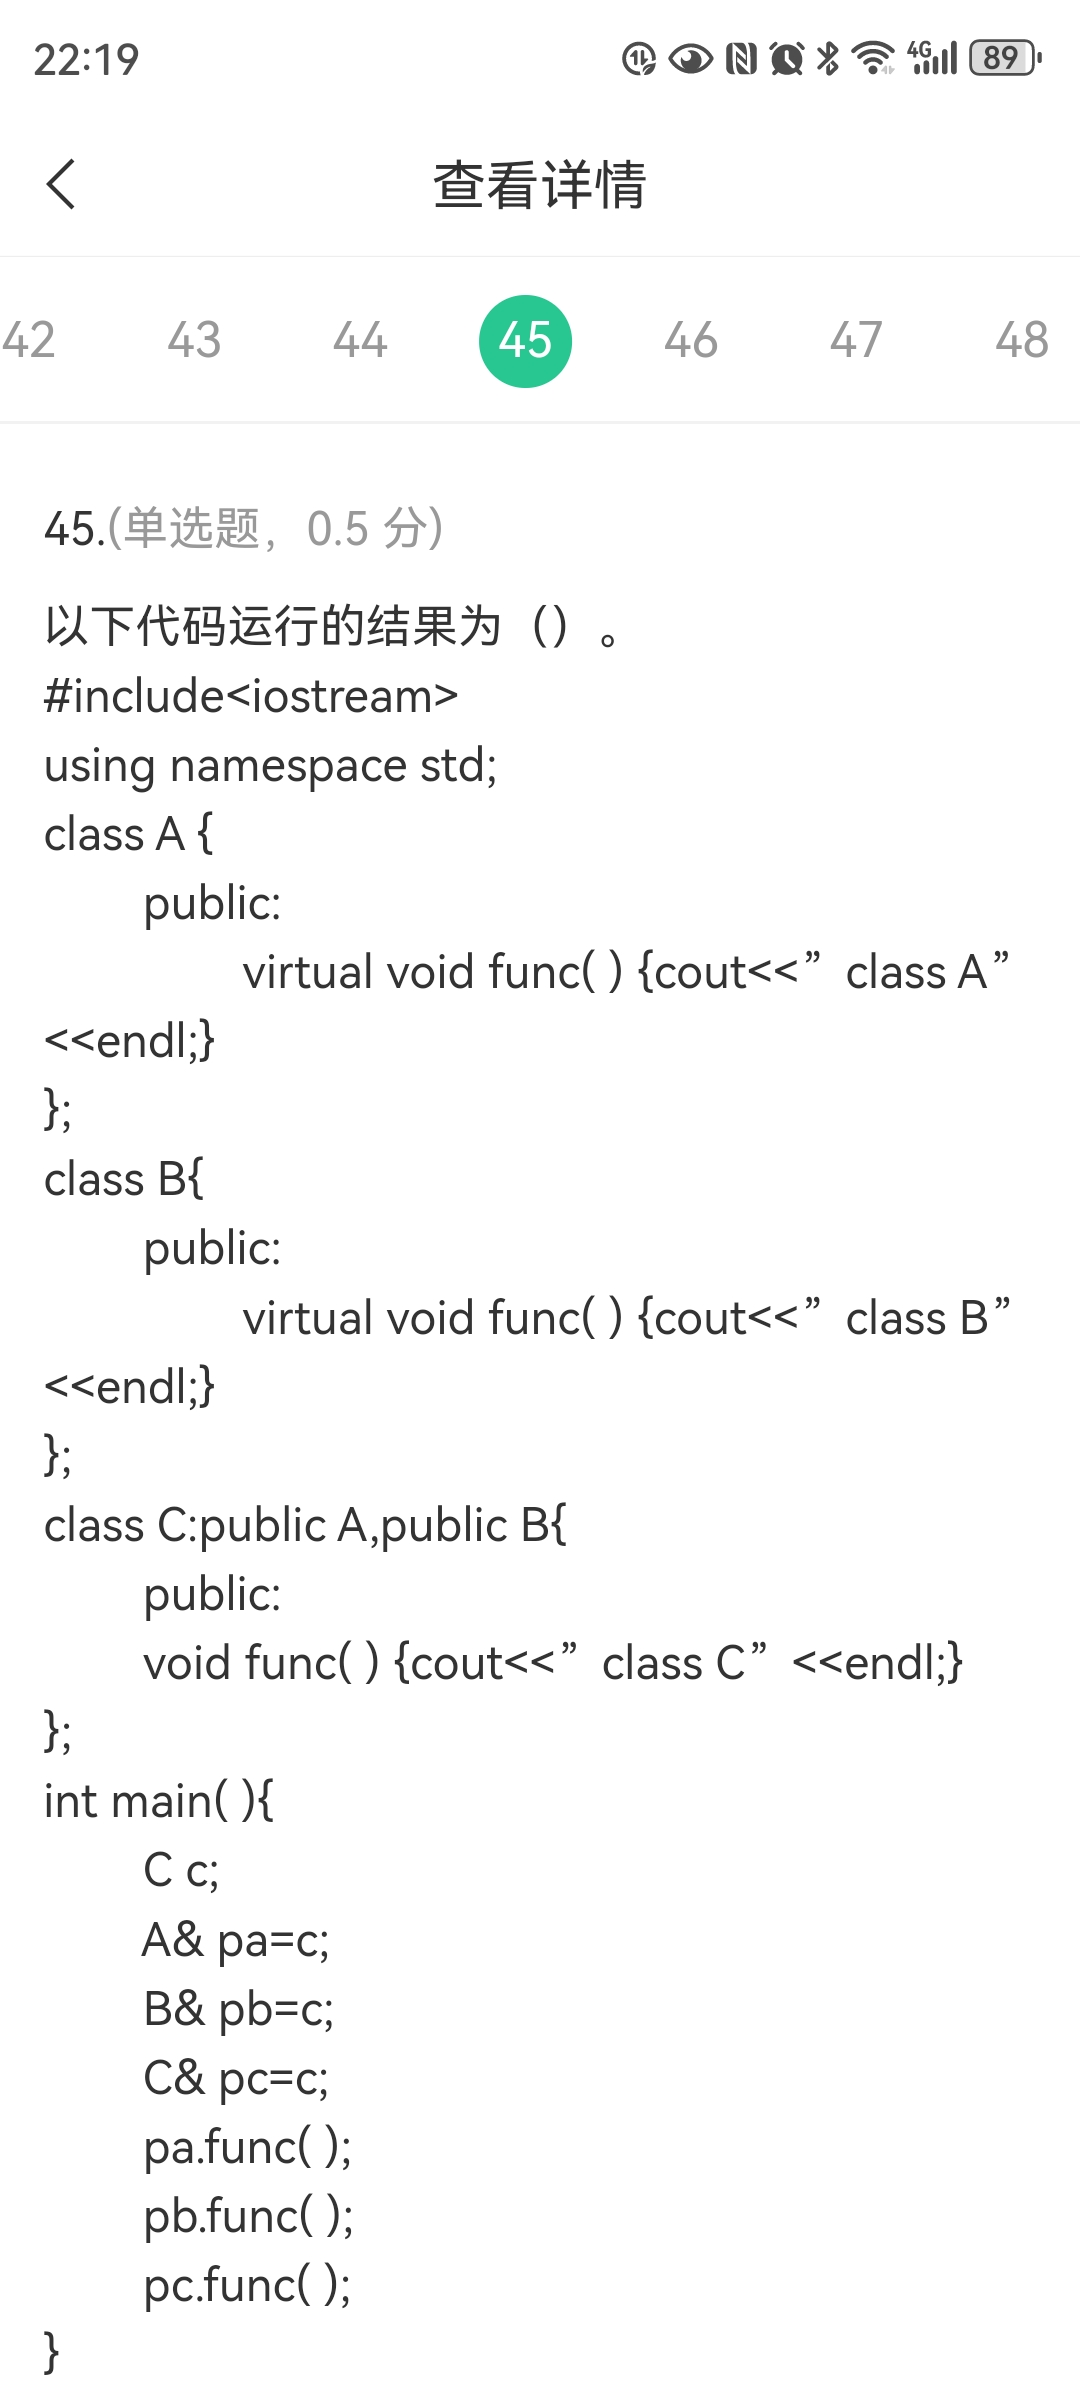 22:19
4G
89
查看详情
42 43 44 45 46 47 48
45.(单选题，0.5 分)
以下代码运行的结果为（）。
#include<iostream>
using namespace std;
class A {
public:
virtual void func( ) {cout<<”class A”
<<endl;}
};
class B{
public:
virtual void func( ) {cout<<”class B”
<<endl;}
};
class C:public A,public B{
public:
void func( ) {cout<<”class C”<<endl;}
};
int main( ){
C c;
A& pa=c;
B& pb=c;
C& pc=c;
pa.func( );
pb.func( );
pc.func( );
}